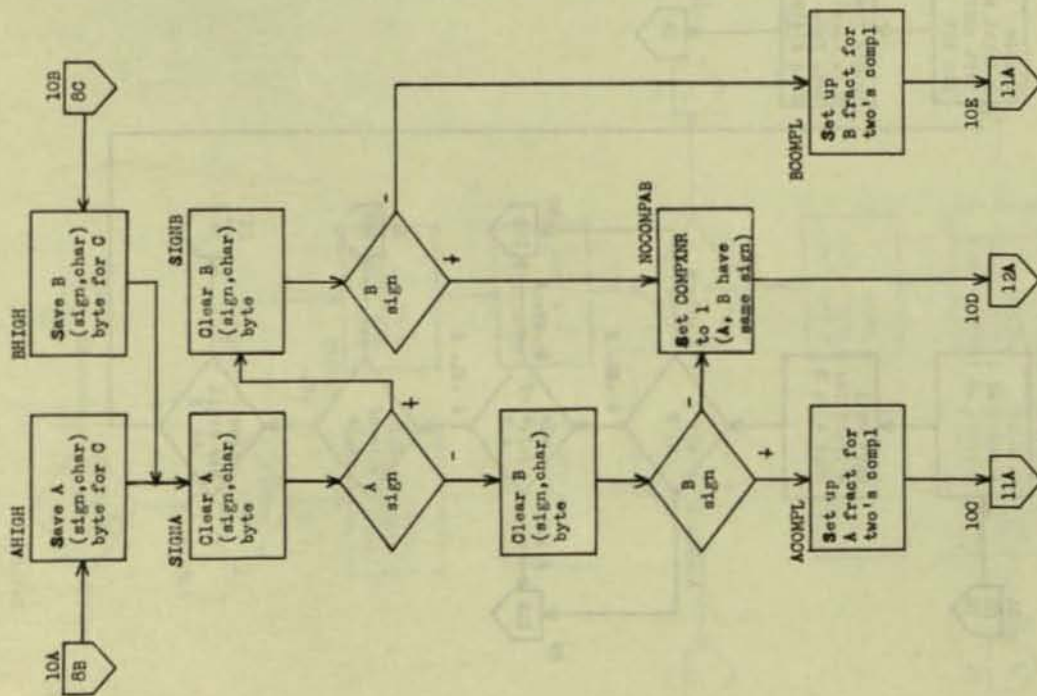 10A
8B
AHIGH
Save A
(sign,char)
byte for C
BHIGH
Save B
(sign,char)
byte for C
10B
8C
SIGNA
Clear A
(sign,char)
byte
SIGNB
Clear B
(sign,char)
byte
A
sign
+
-
B
sign
-
+
Clear B
(sign,char)
byte
B
sign
-
+
NOCOMPAB
Set COMPXNR
to 1
(A, B have
same sign)
ACOMPL
Set up
A fract for
two's compl
BCOMPL
Set up
B fract for
two's compl
10C
11A
10D
12A
10E
11A